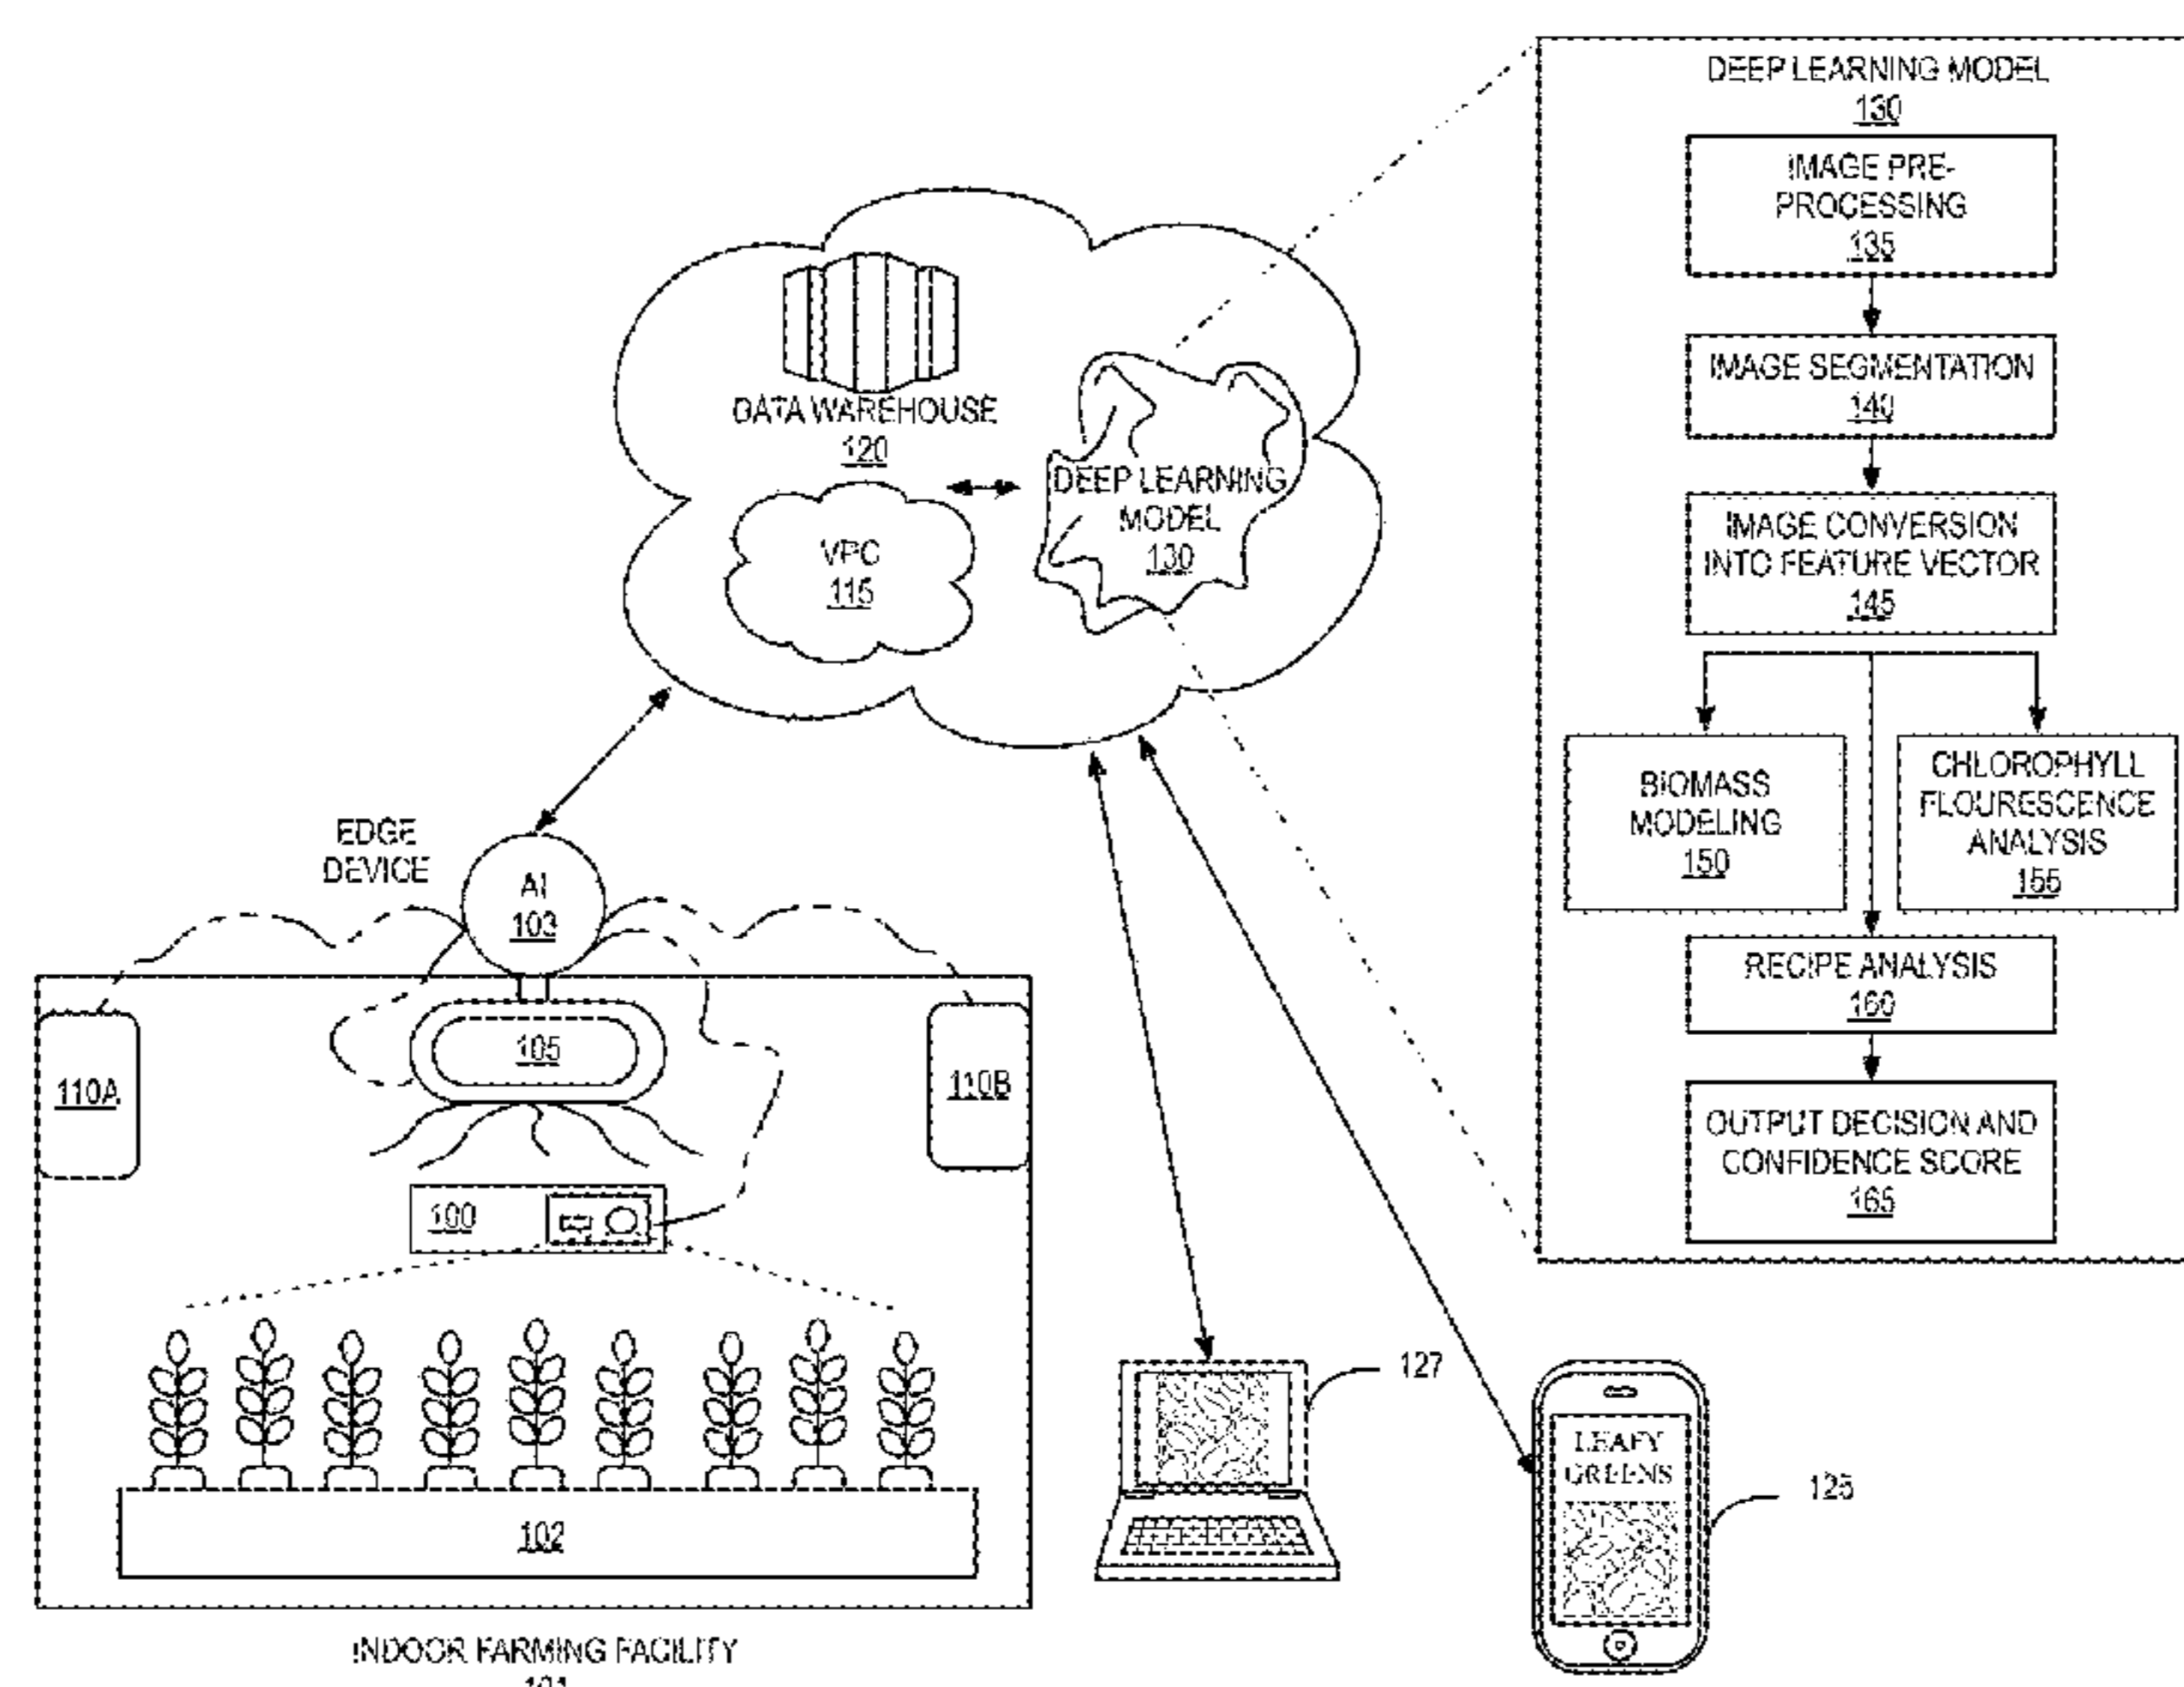 DEEP LEARNING MODEL
130
IMAGE PRE-
PROCESSING
135
IMAGE SEGMENTATION
140
IMAGE CONVERSION
INTO FEATURE VECTOR
145
BIOMASS
MODELING
150
CHLOROPHYLL
FLOURESCENCE
ANALYSIS
155
RECIPE ANALYSIS
160
OUTPUT DECISION AND
CONFIDENCE SCORE
165
DATA WAREHOUSE
120
DEEP LEARNING
MODEL
130
VPC
115
EDGE
DEVICE
AI
103
105
110A
110B
100
102
INDOOR FARMING FACILITY
101
127
LEAFY
GREENS
125